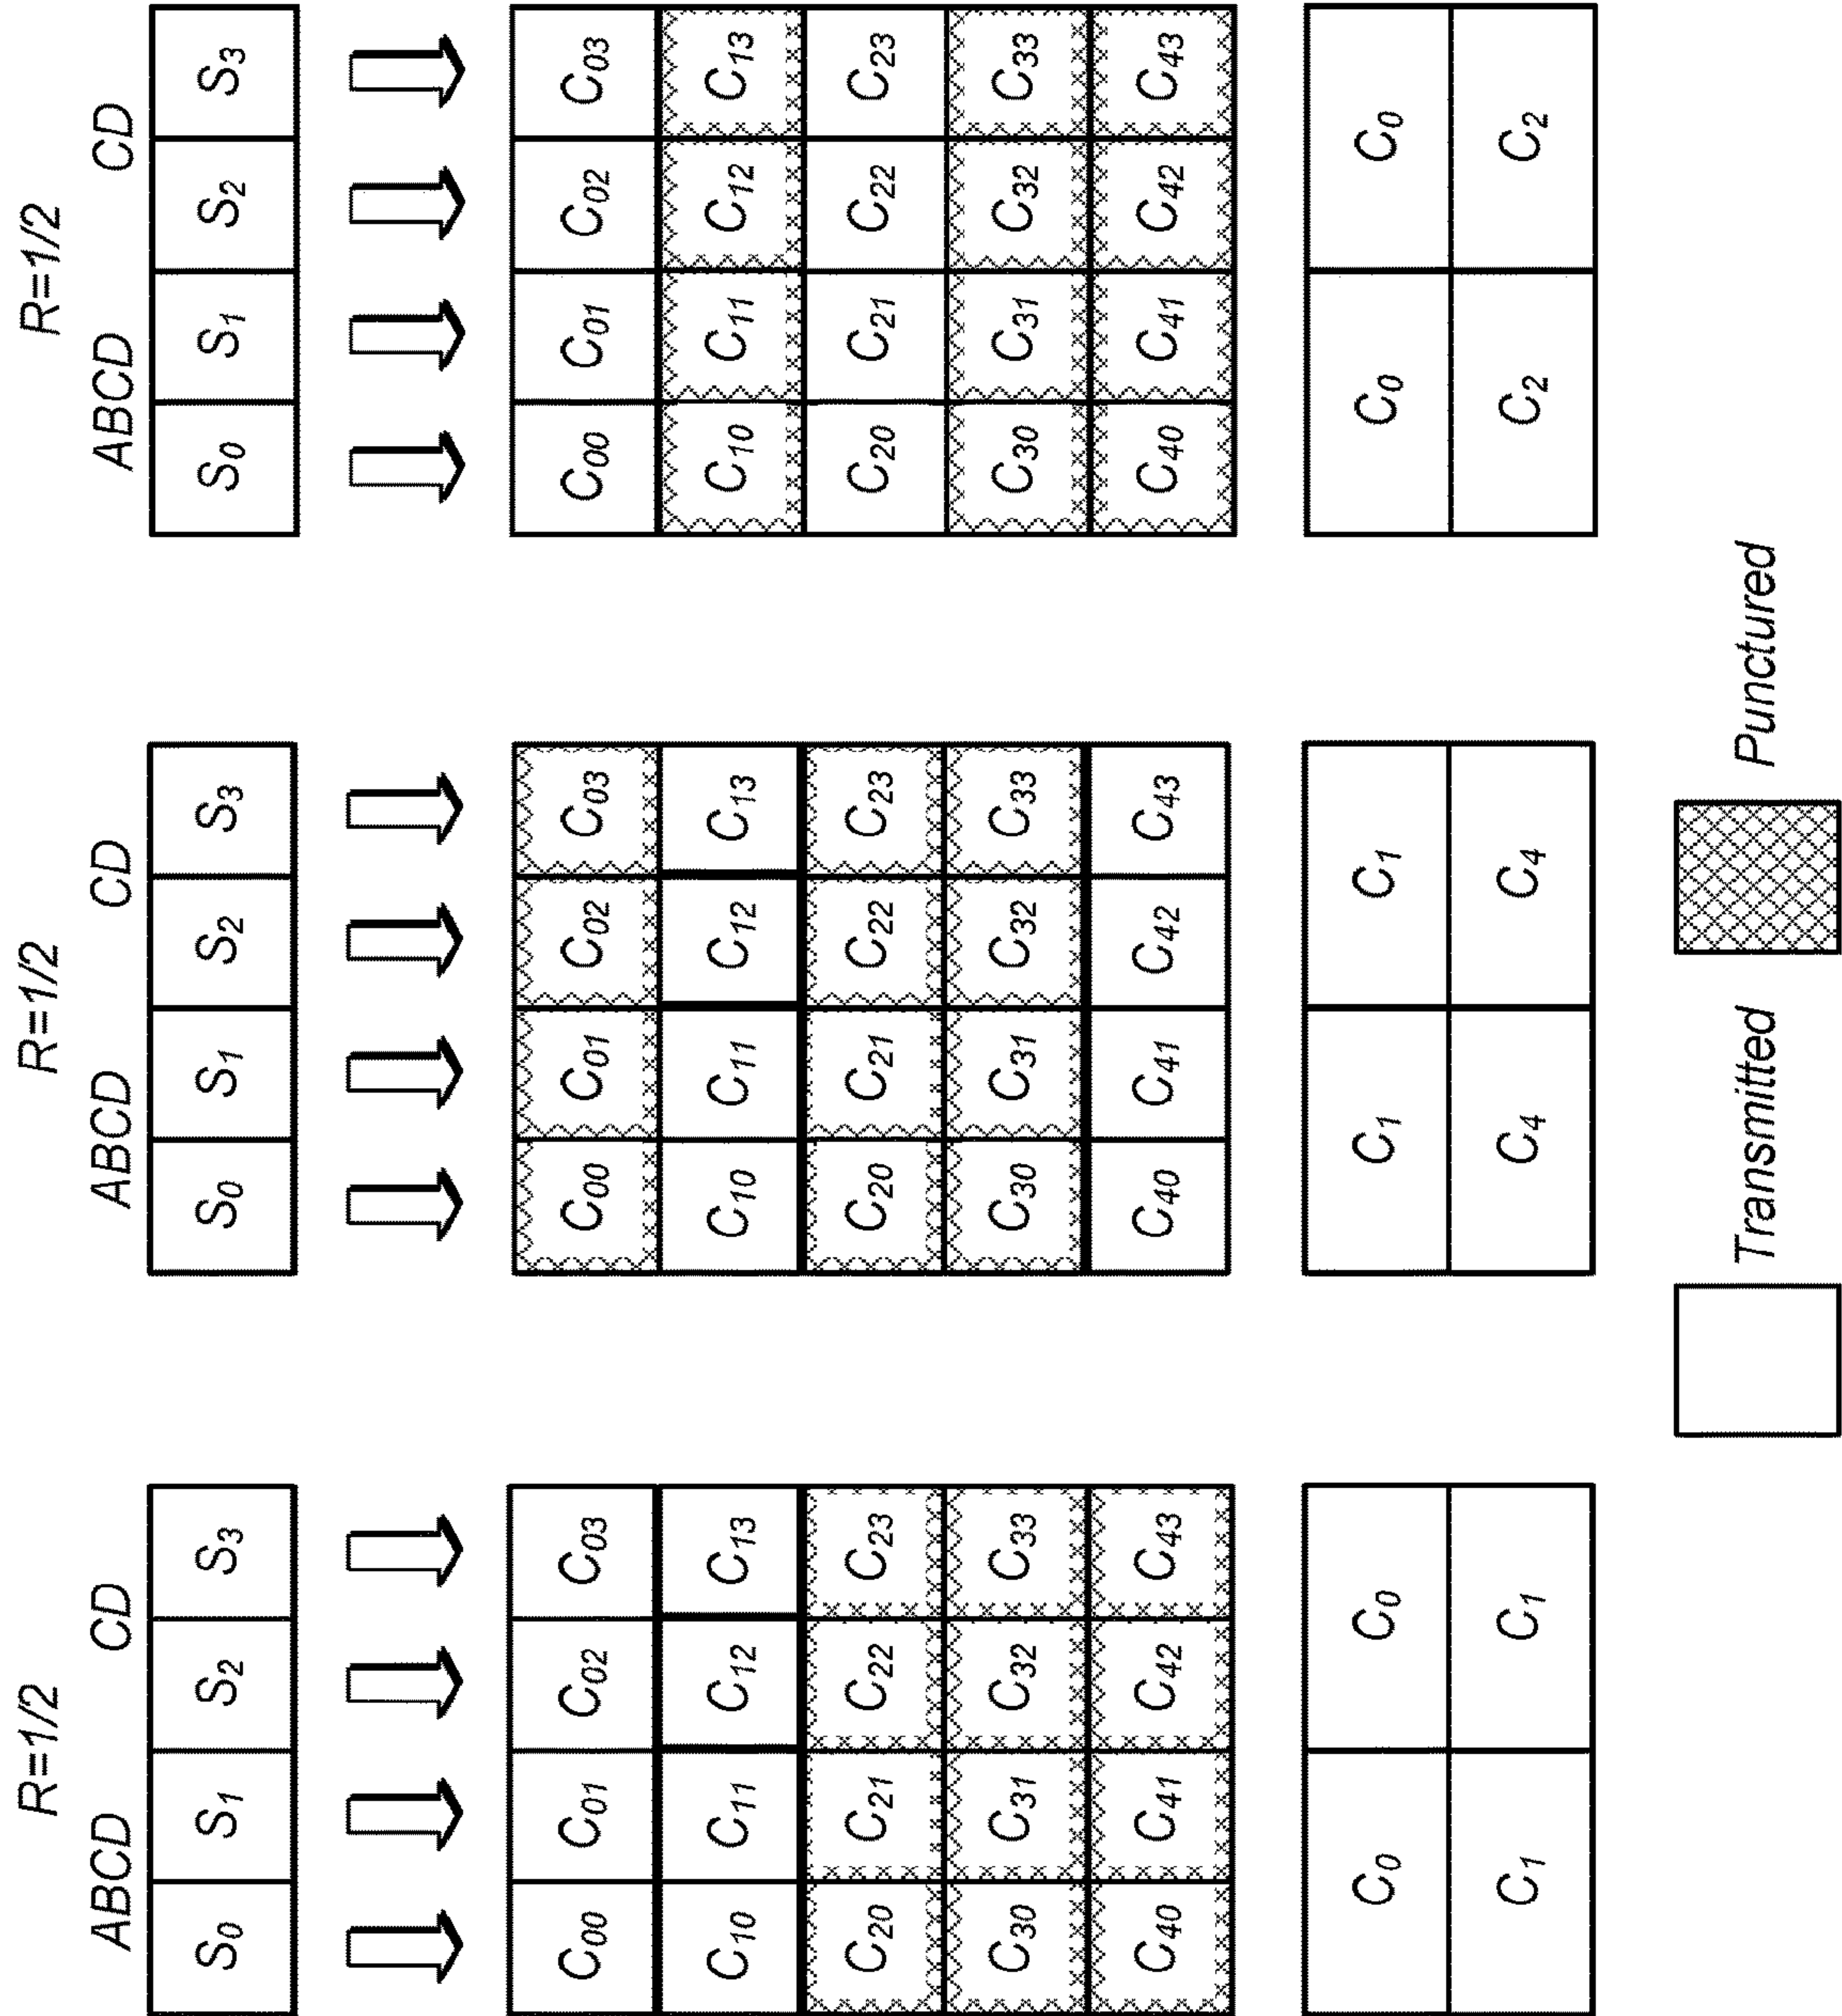 R=1/2
ABCD CD
S0 S1 S2 S3
C00 C01 C02 C03
C10 C11 C12 C13
C20 C21 C22 C23
C30 C31 C32 C33
C40 C41 C42 C43
C0 C0
C1 C1
R=1/2
ABCD CD
S0 S1 S2 S3
C00 C01 C02 C03
C10 C11 C12 C13
C20 C21 C22 C23
C30 C31 C32 C33
C40 C41 C42 C43
C1 C1
C4 C4
R=1/2
ABCD CD
S0 S1 S2 S3
C00 C01 C02 C03
C10 C11 C12 C13
C20 C21 C22 C23
C30 C31 C32 C33
C40 C41 C42 C43
C0 C0
C2 C2
Transmitted
Punctured